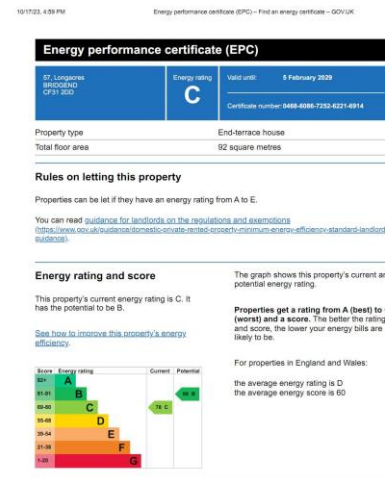 10/17/23, 4:59 PM Energy performance certificate (EPC) – Find an energy certificate – GOV.UK
Energy performance certificate (EPC)
57, Longacres
BRIDGEND
CF31 2DD
Energy rating
C
Valid until: 5 February 2029
Certificate number: 0468-6086-7252-6221-6914
Property type End-terrace house
Total floor area 92 square metres
Rules on letting this property
Properties can be let if they have an energy rating from A to E.
You can read guidance for landlords on the regulations and exemptions
(https://www.gov.uk/guidance/domestic-private-rented-property-minimum-energy-efficiency-standard-landlord
guidance).
Energy rating and score
This property's current energy rating is C. It
has the potential to be B.
See how to improve this property's energy
efficiency.
Score Energy rating Current Potential
92+ A
81-91 B B
69-80 C 76 C
55-68 D
39-54 E
21-38 F
1-20 G
The graph shows this property's current an
potential energy rating.
Properties get a rating from A (best) to
(worst) and a score. The better the rating
and score, the lower your energy bills are
likely to be.
For properties in England and Wales:
the average energy rating is D
the average energy score is 60